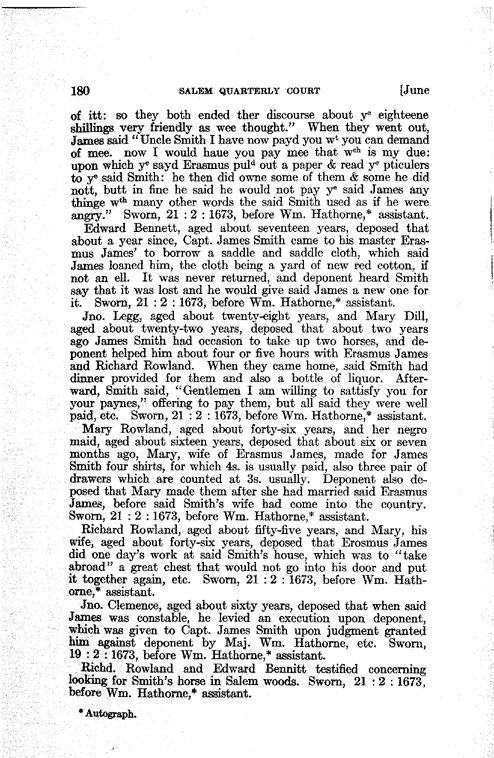 180 SALEM QUARTERLY COURT [June
of itt: so they both ended ther discourse about yᵉ eighteene
shillings very friendly as wee thought." When they went out,
James said "Uncle Smith I have now payd you wᵗ you can demand
of mee. now I would haue you pay mee that wᶜʰ is my due:
upon which yᵉ sayd Erasmus pulᵈ out a paper & read yᵉ pticulers
to yᵉ said Smith: he then did owne some of them & some he did
nott, butt in fine he said he would not pay yᵉ said James any
thinge wᵗʰ many other words the said Smith used as if he were
angry." Sworn, 21 : 2 : 1673, before Wm. Hathorne,* assistant.
Edward Bennett, aged about seventeen years, deposed that
about a year since, Capt. James Smith came to his master Eras-
mus James' to borrow a saddle and saddle cloth, which said
James loaned him, the cloth being a yard of new red cotton, if
not an ell. It was never returned, and deponent heard Smith
say that it was lost and he would give said James a new one for
it. Sworn, 21 : 2 : 1673, before Wm. Hathorne,* assistant.
Jno. Legg, aged about twenty-eight years, and Mary Dill,
aged about twenty-two years, deposed that about two years
ago James Smith had occasion to take up two horses, and de-
ponent helped him about four or five hours with Erasmus James
and Richard Rowland. When they came home, said Smith had
dinner provided for them and also a bottle of liquor. After-
ward, Smith said, "Gentlemen I am willing to sattisfy you for
your paynes," offering to pay them, but all said they were well
paid, etc. Sworn, 21 : 2 : 1673, before Wm. Hathorne,* assistant.
Mary Rowland, aged about forty-six years, and her negro
maid, aged about sixteen years, deposed that about six or seven
months ago, Mary, wife of Erasmus James, made for James
Smith four shirts, for which 4s. is usually paid, also three pair of
drawers which are counted at 3s. usually. Deponent also de-
posed that Mary made them after she had married said Erasmus
James, before said Smith's wife had come into the country.
Sworn, 21 : 2 : 1673, before Wm. Hathorne,* assistant.
Richard Rowland, aged about fifty-five years, and Mary, his
wife, aged about forty-six years, deposed that Erosmus James
did one day's work at said Smith's house, which was to "take
abroad" a great chest that would not go into his door and put
it together again, etc. Sworn, 21 : 2 : 1673, before Wm. Hath-
orne,* assistant.
Jno. Clemence, aged about sixty years, deposed that when said
James was constable, he levied an execution upon deponent,
which was given to Capt. James Smith upon judgment granted
him against deponent by Maj. Wm. Hathorne, etc. Sworn,
19 : 2 : 1673, before Wm. Hathorne,* assistant.
Richd. Rowland and Edward Bennitt testified concerning
looking for Smith's horse in Salem woods. Sworn, 21 : 2 : 1673,
before Wm. Hathorne,* assistant.
* Autograph.